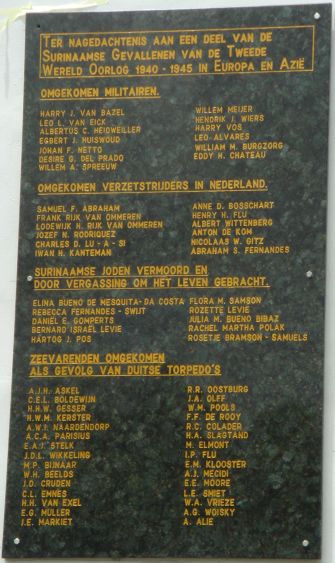 TER NAGEDACHTENIS AAN EEN DEEL VAN DE
SURINAAMSE GEVALLENEN VAN DE TWEEDE
WERELD OORLOG 1940 - 1945 IN EUROPA EN AZIË
OMGEKOMEN MILITAIREN.
HARRY J. VAN BAZEL
LEO L. VAN EICK
ALBERTUS C. HEIDWEILLER
EGBERT J. HUISWOUD
JOHAN F. NETTO
DESIRE G. DEL PRADO
WILLEM A. SPREEUW
WILLEM MEIJER
HENDRIK J. WIERS
HARRY VOS
LEO ALVARES
WILLIAM M. BURGZORG
EDDY H. CHATEAU
OMGEKOMEN VERZETSTRIJDERS IN NEDERLAND.
SAMUEL F. ABRAHAM
FRANK RIJK VAN OMMEREN
LODEWIJK H. RIJK VAN OMMEREN
JOZEF N. RODRIQUEZ
CHARLES D. LU - A - SI
IWAN H. KANTEMAN
ANNE D. BOSSCHART
HENRY H. FLU
ALBERT WITTENBERG
ANTON DE KOM
NICOLAAS W. GITZ
ABRAHAM S. FERNANDES
SURINAAMSE JODEN VERMOORD EN
DOOR VERGASSING OM HET LEVEN GEBRACHT.
ELINA BUENO DE MESQUITA- DA COSTA
REBECCA FERNANDES - SWIJT
DANIEL E. GOMPERTS
BERNARD ISRAEL LEVIE
HARTOG J. POS
FLORA M. SAMSON
ROZETTE LEVIE
JULIA M. BUENO BIBAZ
RACHEL MARTHA POLAK
ROSETJE BRAMSON - SAMUELS
ZEEVARENDEN OMGEKOMEN
ALS GEVOLG VAN DUITSE TORPEDO'S
A.J.H. ASKEL
C.E.L. BOLDEWIJN
H.H.W. GESSER
H.W.M. KERSTER
A.W.I. NAARDENDORP
A.C.A. PARISIUS
E.A.J. STELK
J.D.L. WIKKELING
M.P. BIJNAAR
W.H. BEELDS
J.D. CRUDEN
C.L. EMNES
H.H. VAN EXEL
E.G. MULLER
J.E. MARKIET
R.R. OOSTBURG
J.A. OLFF
W.M. POOLS
F.F. DE ROOY
R.C. COLADER
H.A. SLAGTAND
M. ELMONT
I.P. FLU
E.M. KLOOSTER
A.J. MECIDI
E.E. MOORE
L.E. SMIET
W.A. VRIEZE
A.G. WOISKY
A. ALIE